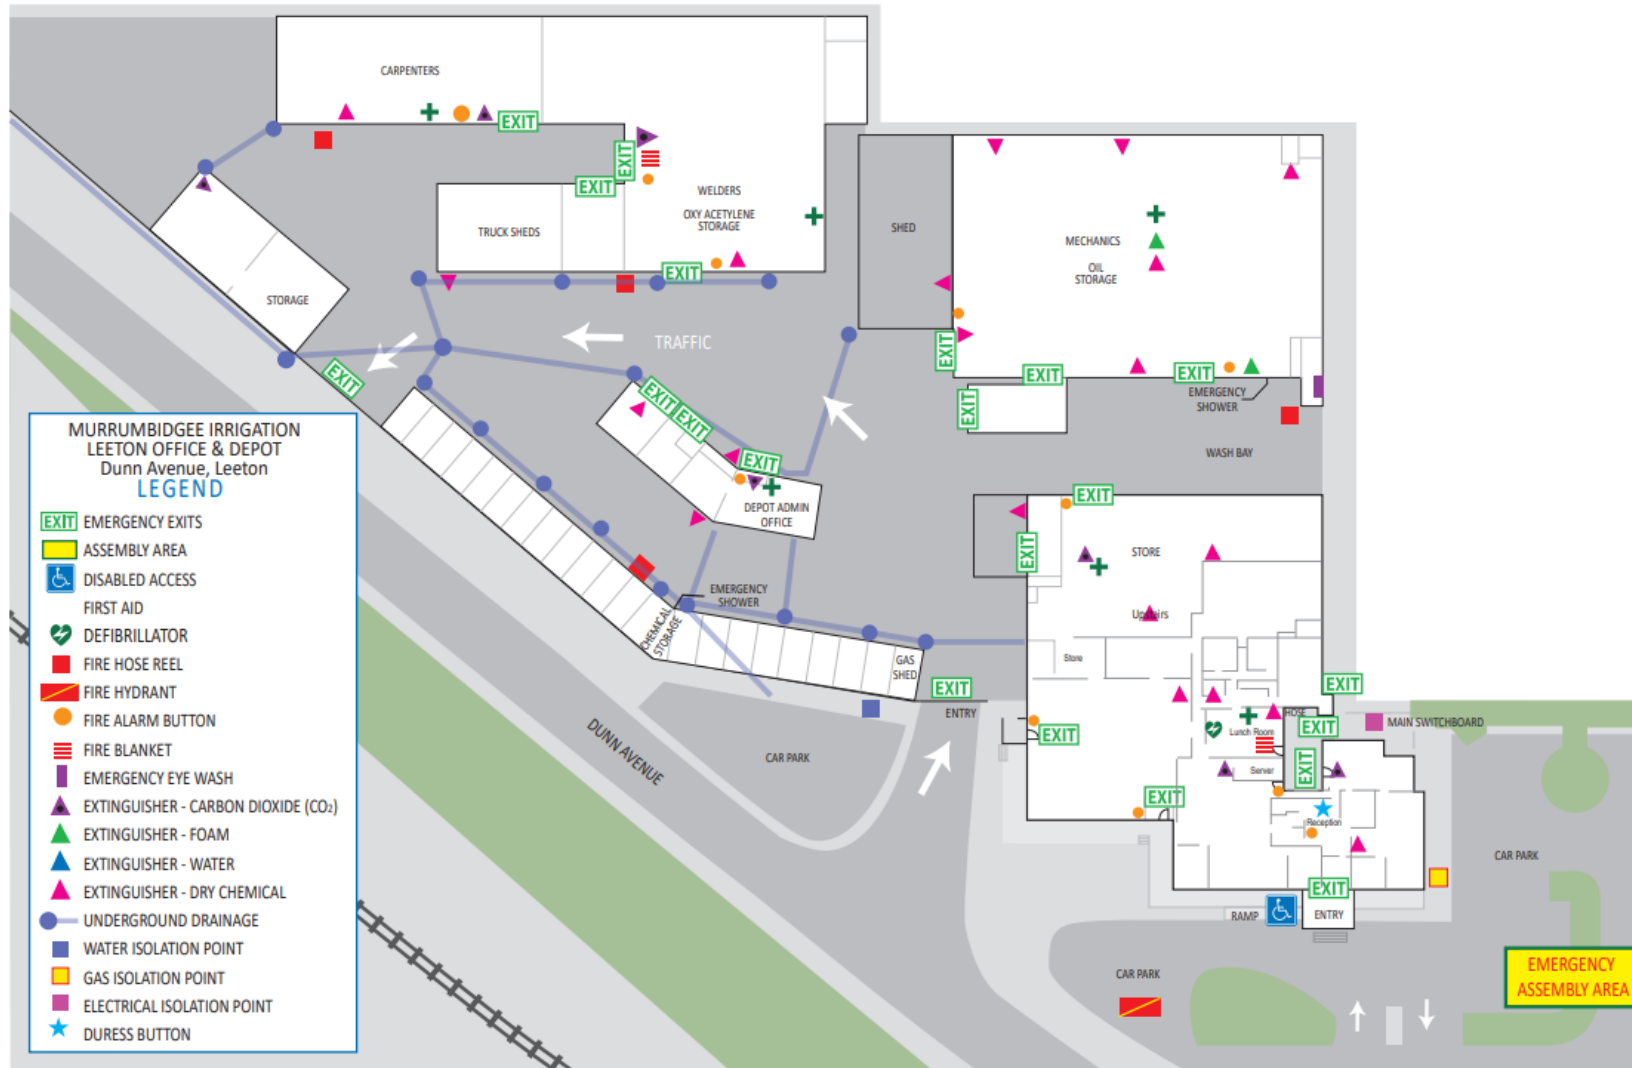 CARPENTERS
EXIT
EXIT
EXIT
WELDERS
OXY ACETYLENE
STORAGE
TRUCK SHEDS
EXIT
STORAGE
TRAFFIC
EXIT
SHED
MECHANICS
OIL
STORAGE
EXIT
EXIT
EXIT
EXIT
EMERGENCY
SHOWER
WASH BAY
EXIT
EXIT
EXIT
DEPOT ADMIN
OFFICE
EMERGENCY
SHOWER
CHEMICAL
STORAGE
GAS
SHED
EXIT
ENTRY
CAR PARK
DUNN AVENUE
EXIT
EXIT
STORE
Upstairs
Store
EXIT
HOSE
EXIT
MAIN SWITCHBOARD
Lunch Room
EXIT
Server
EXIT
EXIT
Reception
EXIT
RAMP
ENTRY
CAR PARK
CAR PARK
EMERGENCY
ASSEMBLY AREA
MURRUMBIDGEE IRRIGATION
LEETON OFFICE & DEPOT
Dunn Avenue, Leeton
LEGEND
EXIT EMERGENCY EXITS
ASSEMBLY AREA
DISABLED ACCESS
FIRST AID
DEFIBRILLATOR
FIRE HOSE REEL
FIRE HYDRANT
FIRE ALARM BUTTON
FIRE BLANKET
EMERGENCY EYE WASH
EXTINGUISHER - CARBON DIOXIDE (CO₂)
EXTINGUISHER - FOAM
EXTINGUISHER - WATER
EXTINGUISHER - DRY CHEMICAL
UNDERGROUND DRAINAGE
WATER ISOLATION POINT
GAS ISOLATION POINT
ELECTRICAL ISOLATION POINT
DURESS BUTTON